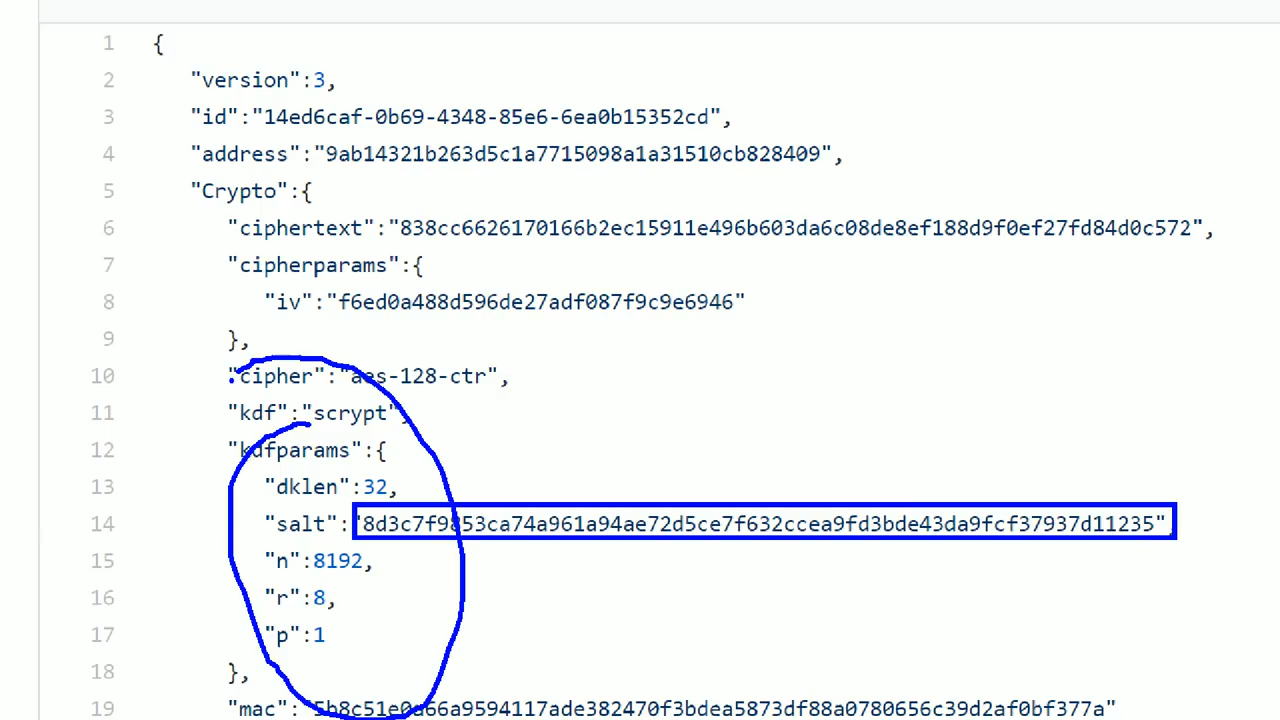 1 {
2 "version":3,
3 "id":"14ed6caf-0b69-4348-85e6-6ea0b15352cd",
4 "address":"9ab14321b263d5c1a7715098a1a31510cb828409",
5 "Crypto":{
6 "ciphertext":"838cc6626170166b2ec15911e496b603da6c08de8ef188d9f0ef27fd84d0c572",
7 "cipherparams":{
8 "iv":"f6ed0a488d596de27adf087f9c9e6946"
9 },
10 "cipher":"aes-128-ctr",
11 "kdf":"scrypt",
12 "kdfparams":{
13 "dklen":32,
14 "salt":"8d3c7f9853ca74a961a94ae72d5ce7f632ccea9fd3bde43da9fcf37937d11235",
15 "n":8192,
16 "r":8,
17 "p":1
18 },
19 "mac":"5b8c51e0a66a9594117ade382470f3bdea5873df88a0780656c39d2af0bf377a"